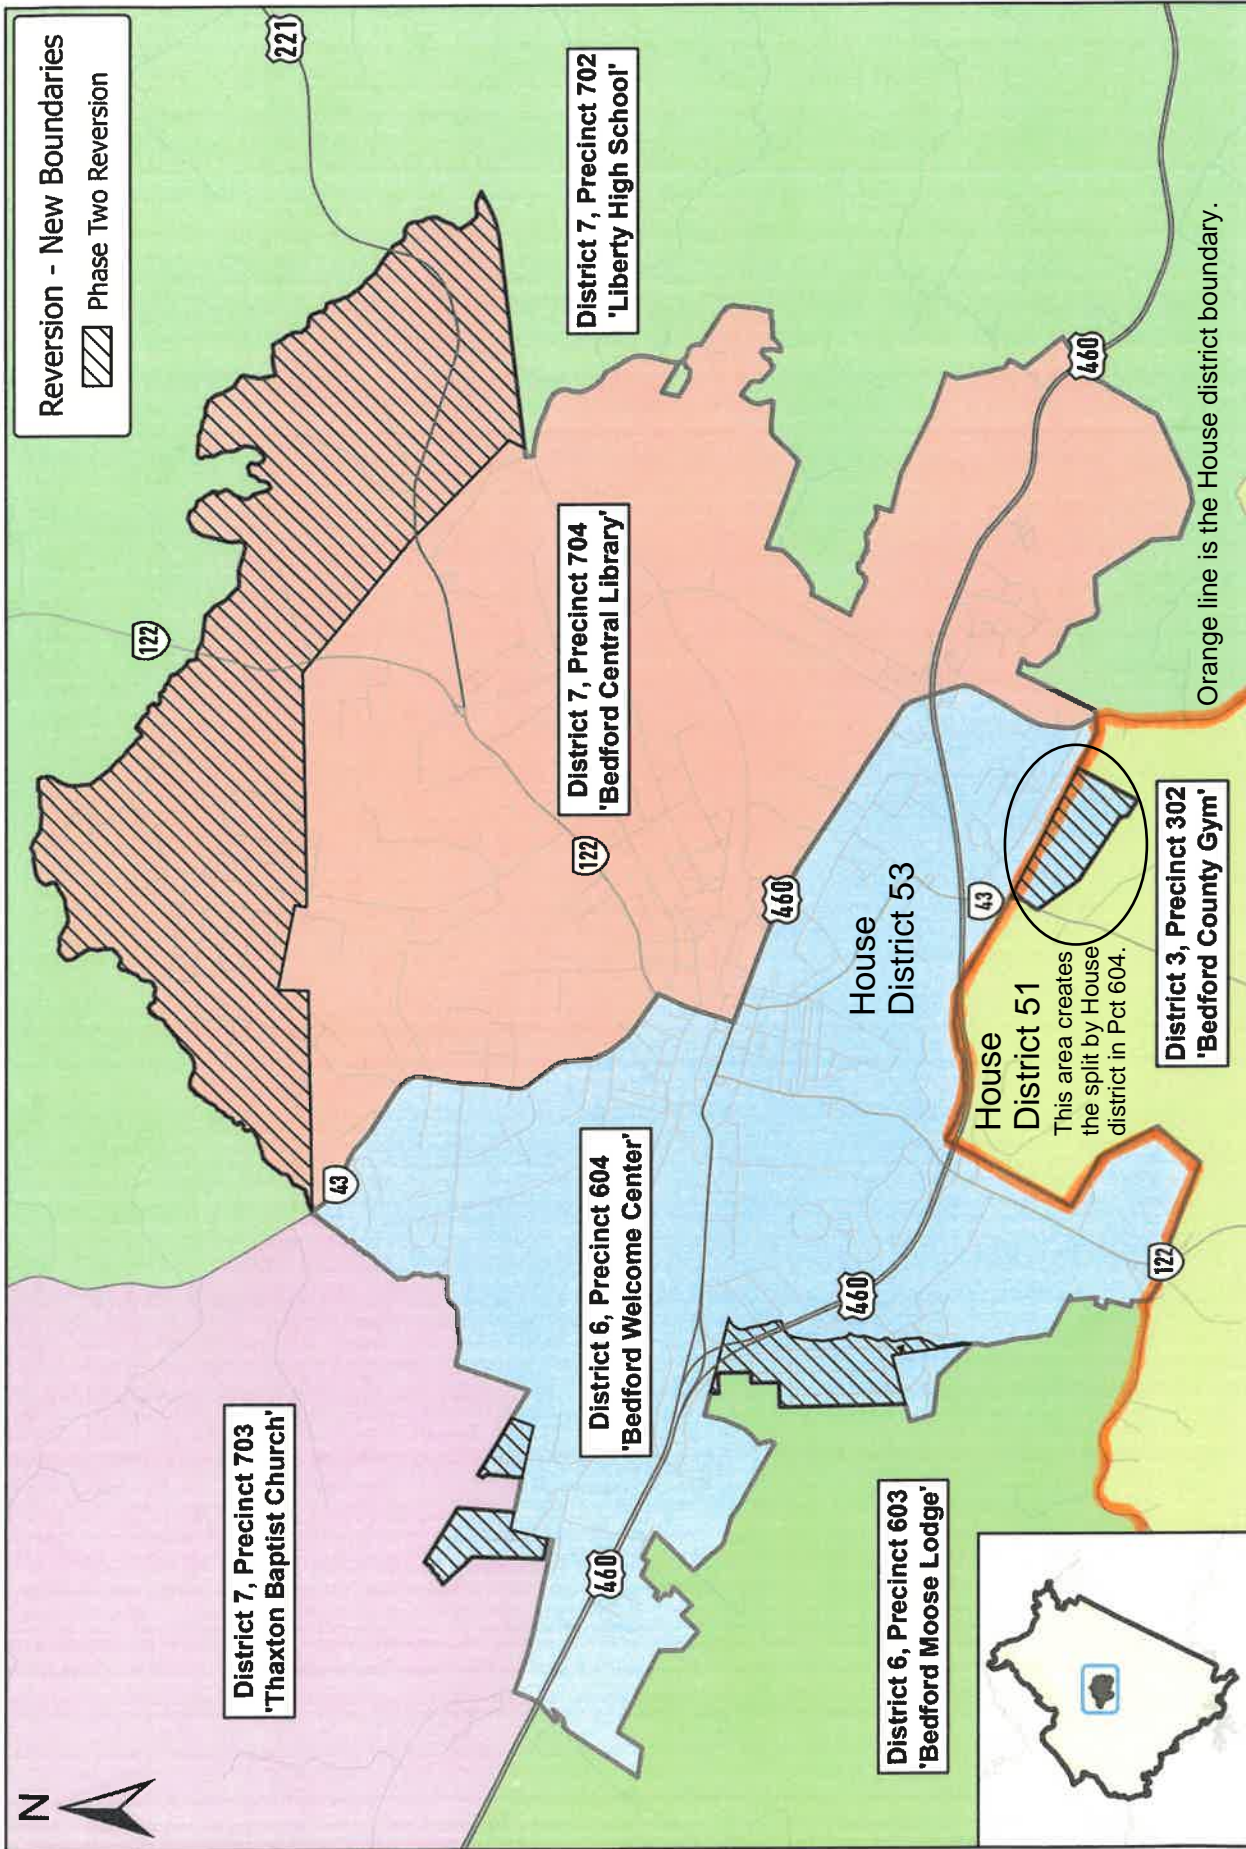 N
Reversion - New Boundaries
Phase Two Reversion
221
122
District 7, Precinct 703
'Thaxton Baptist Church'
43
District 7, Precinct 702
'Liberty High School'
District 7, Precinct 704
'Bedford Central Library'
122
District 6, Precinct 604
'Bedford Welcome Center'
460
460
460
460
House
District 53
43
House
District 51
This area creates
the split by House
district in Pct 604.
122
District 6, Precinct 603
'Bedford Moose Lodge'
District 3, Precinct 302
'Bedford County Gym'
Orange line is the House district boundary.